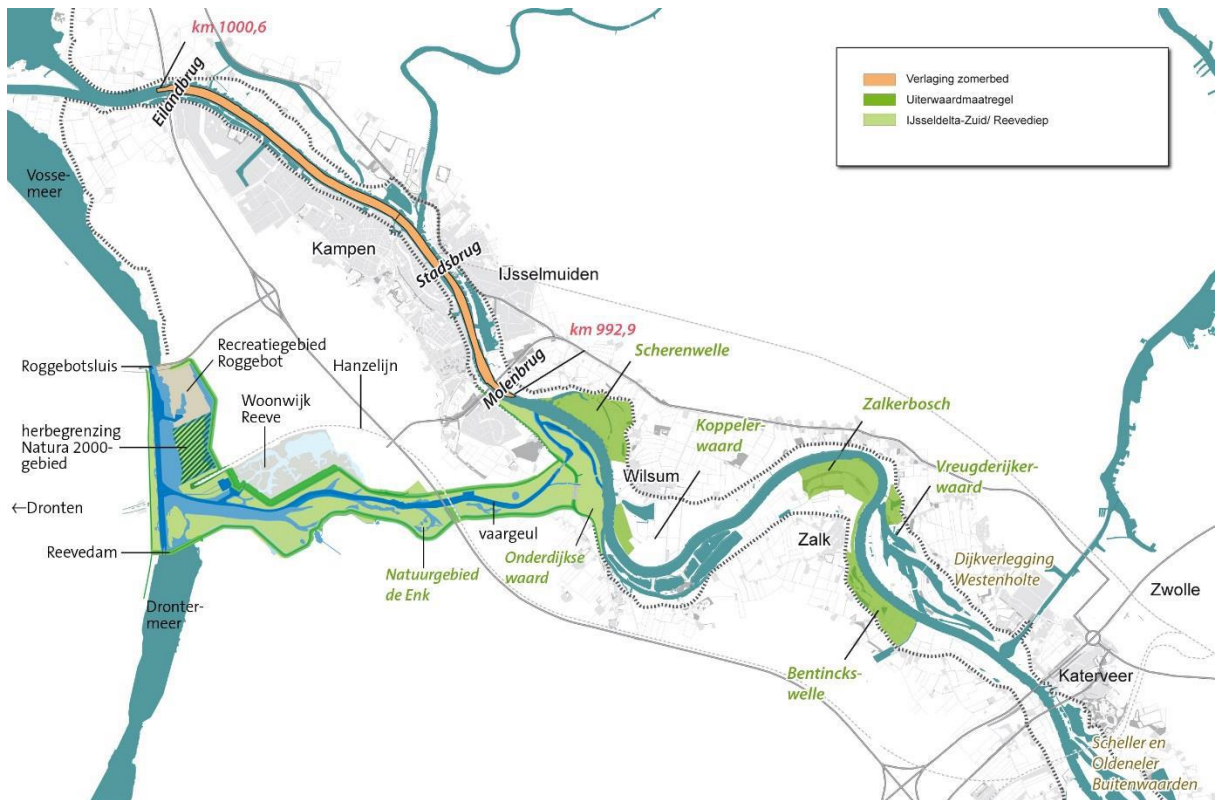 km 1000,6
Eilandbrug
Verlaging zomerbed
Uiterwaardmaatregel
IJsseldelta-Zuid/ Reevediep
Vosse-
meer
Kampen
Stadsbrug
IJsselmuiden
km 992,9
Molenbrug
Scherenwelle
Roggebotsluis
Recreatiegebied
Roggebot
Hanzelijn
Woonwijk
Reeve
Zalkerbosch
Koppeler-
waard
herbegrenzing
Natura 2000-
gebied
Wilsum
Vreugderijker-
waard
←Dronten
vaargeul
Zalk
Reevedam
Onderdijkse
waard
Dijkverlegging
Westenholte
Natuurgebied
de Enk
Zwolle
Dronter-
meer
Bentincks-
welle
Katerveer
Scheller en
Oldeneler
Buitenwaarden